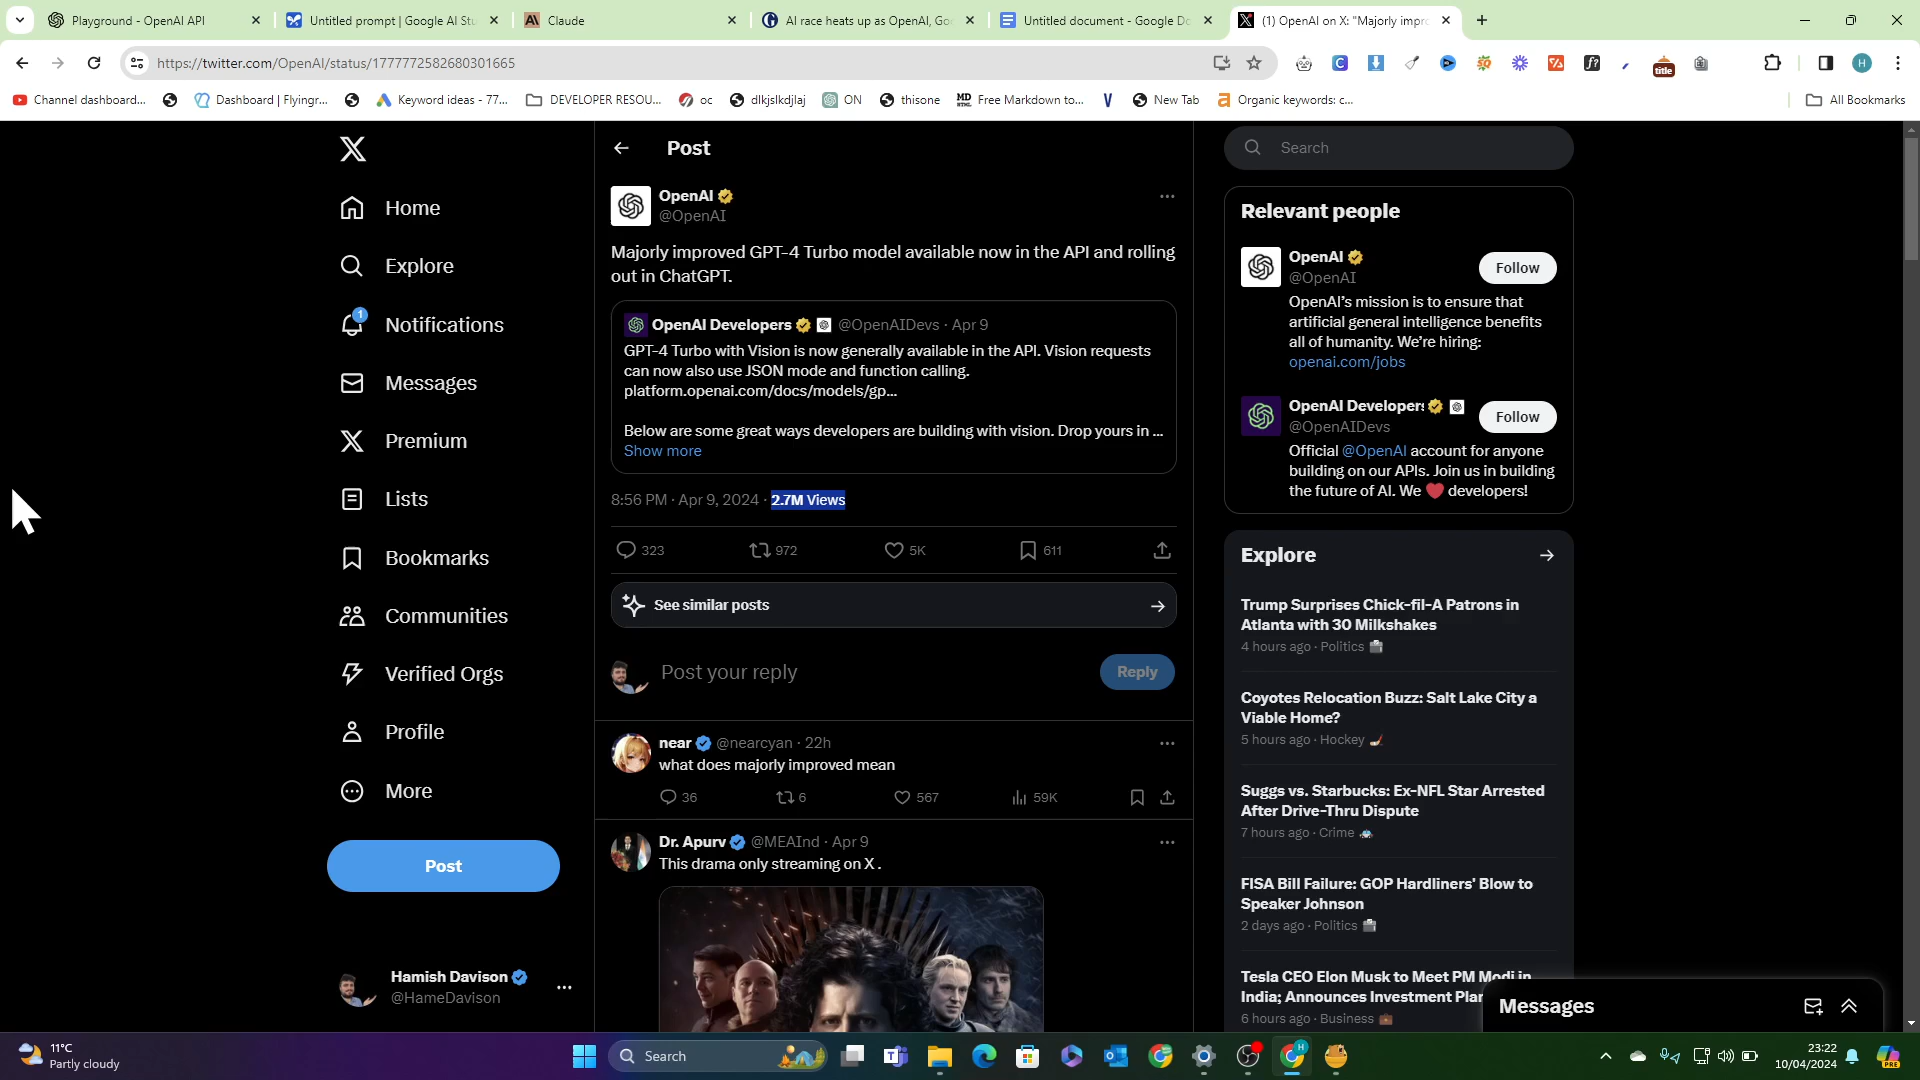 Playground - OpenAI API
Untitled prompt | Google AI Stu
Claude
AI race heats up as OpenAI, Goo
Untitled document - Google Do
(1) OpenAI on X: "Majorly impro
https://twitter.com/OpenAI/status/1777772582680301665
Channel dashboard...
Dashboard | Flyingr...
Keyword ideas - 77...
DEVELOPER RESOU...
oc
dlkjslkdjlaj
ON
thisone
Free Markdown to...
New Tab
Organic keywords: c...
All Bookmarks
Home
Explore
Notifications
1
Messages
Premium
Lists
Bookmarks
Communities
Verified Orgs
Profile
More
Post
Hamish Davison
@HameDavison
Post
OpenAI
@OpenAI
Majorly improved GPT-4 Turbo model available now in the API and rolling
out in ChatGPT.
OpenAI Developers @OpenAIDevs · Apr 9
GPT-4 Turbo with Vision is now generally available in the API. Vision requests
can now also use JSON mode and function calling.
platform.openai.com/docs/models/gp...
Below are some great ways developers are building with vision. Drop yours in ...
Show more
8:56 PM · Apr 9, 2024 · 2.7M Views
323
972
5K
611
See similar posts
Post your reply
Reply
near @nearcyan · 22h
what does majorly improved mean
36
6
567
59K
Dr. Apurv @MEAInd · Apr 9
This drama only streaming on X .
Search
Relevant people
OpenAI
@OpenAI
Follow
OpenAI's mission is to ensure that
artificial general intelligence benefits
all of humanity. We're hiring:
openai.com/jobs
OpenAI Developers
@OpenAIDevs
Follow
Official @OpenAI account for anyone
building on our APIs. Join us in building
the future of AI. We ❤️ developers!
Explore
Trump Surprises Chick-fil-A Patrons in
Atlanta with 30 Milkshakes
4 hours ago · Politics
Coyotes Relocation Buzz: Salt Lake City a
Viable Home?
5 hours ago · Hockey
Suggs vs. Starbucks: Ex-NFL Star Arrested
After Drive-Thru Dispute
7 hours ago · Crime
FISA Bill Failure: GOP Hardliners' Blow to
Speaker Johnson
2 days ago · Politics
Tesla CEO Elon Musk to Meet PM Modi in
India; Announces Investment Plan
6 hours ago · Business
Messages
11°C
Partly cloudy
Search
23:22
10/04/2024